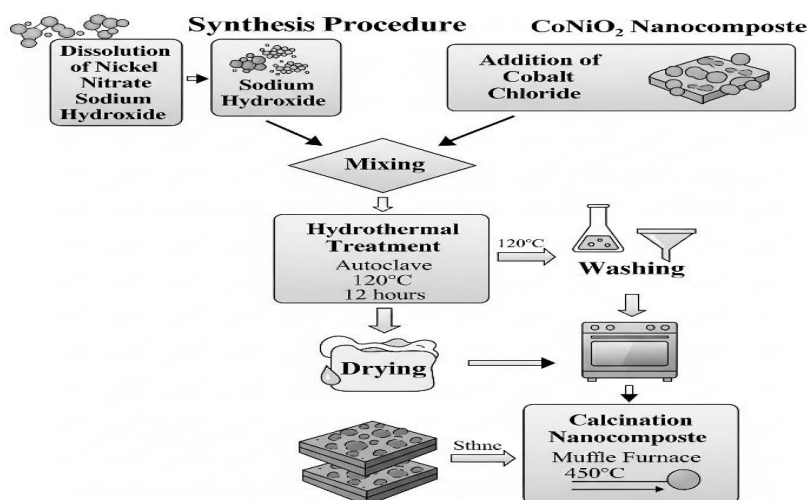 Synthesis Procedure
CoNiO₂ Nanocomposte
Dissolution
of Nickel
Nitrate
Sodium
Hydroxide
Sodium
Hydroxide
Addition of
Cobalt
Chloride
Mixing
Hydrothermal
Treatment
Autoclave
120°C
12 hours
120°C
Washing
Drying
Sthnc
Calcination
Nanocomposte
Muffle Furnace
450°C